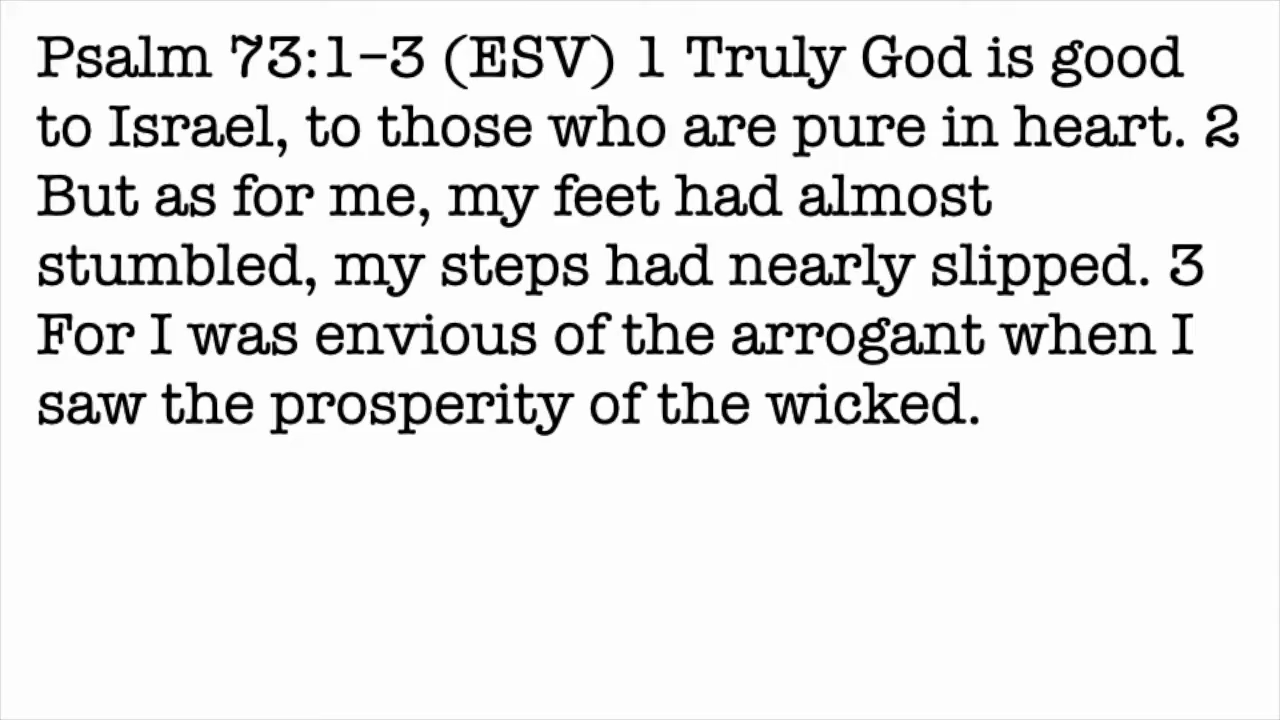 Psalm 73:1-3 (ESV) 1 Truly God is good
to Israel, to those who are pure in heart. 2
But as for me, my feet had almost
stumbled, my steps had nearly slipped. 3
For I was envious of the arrogant when I
saw the prosperity of the wicked.